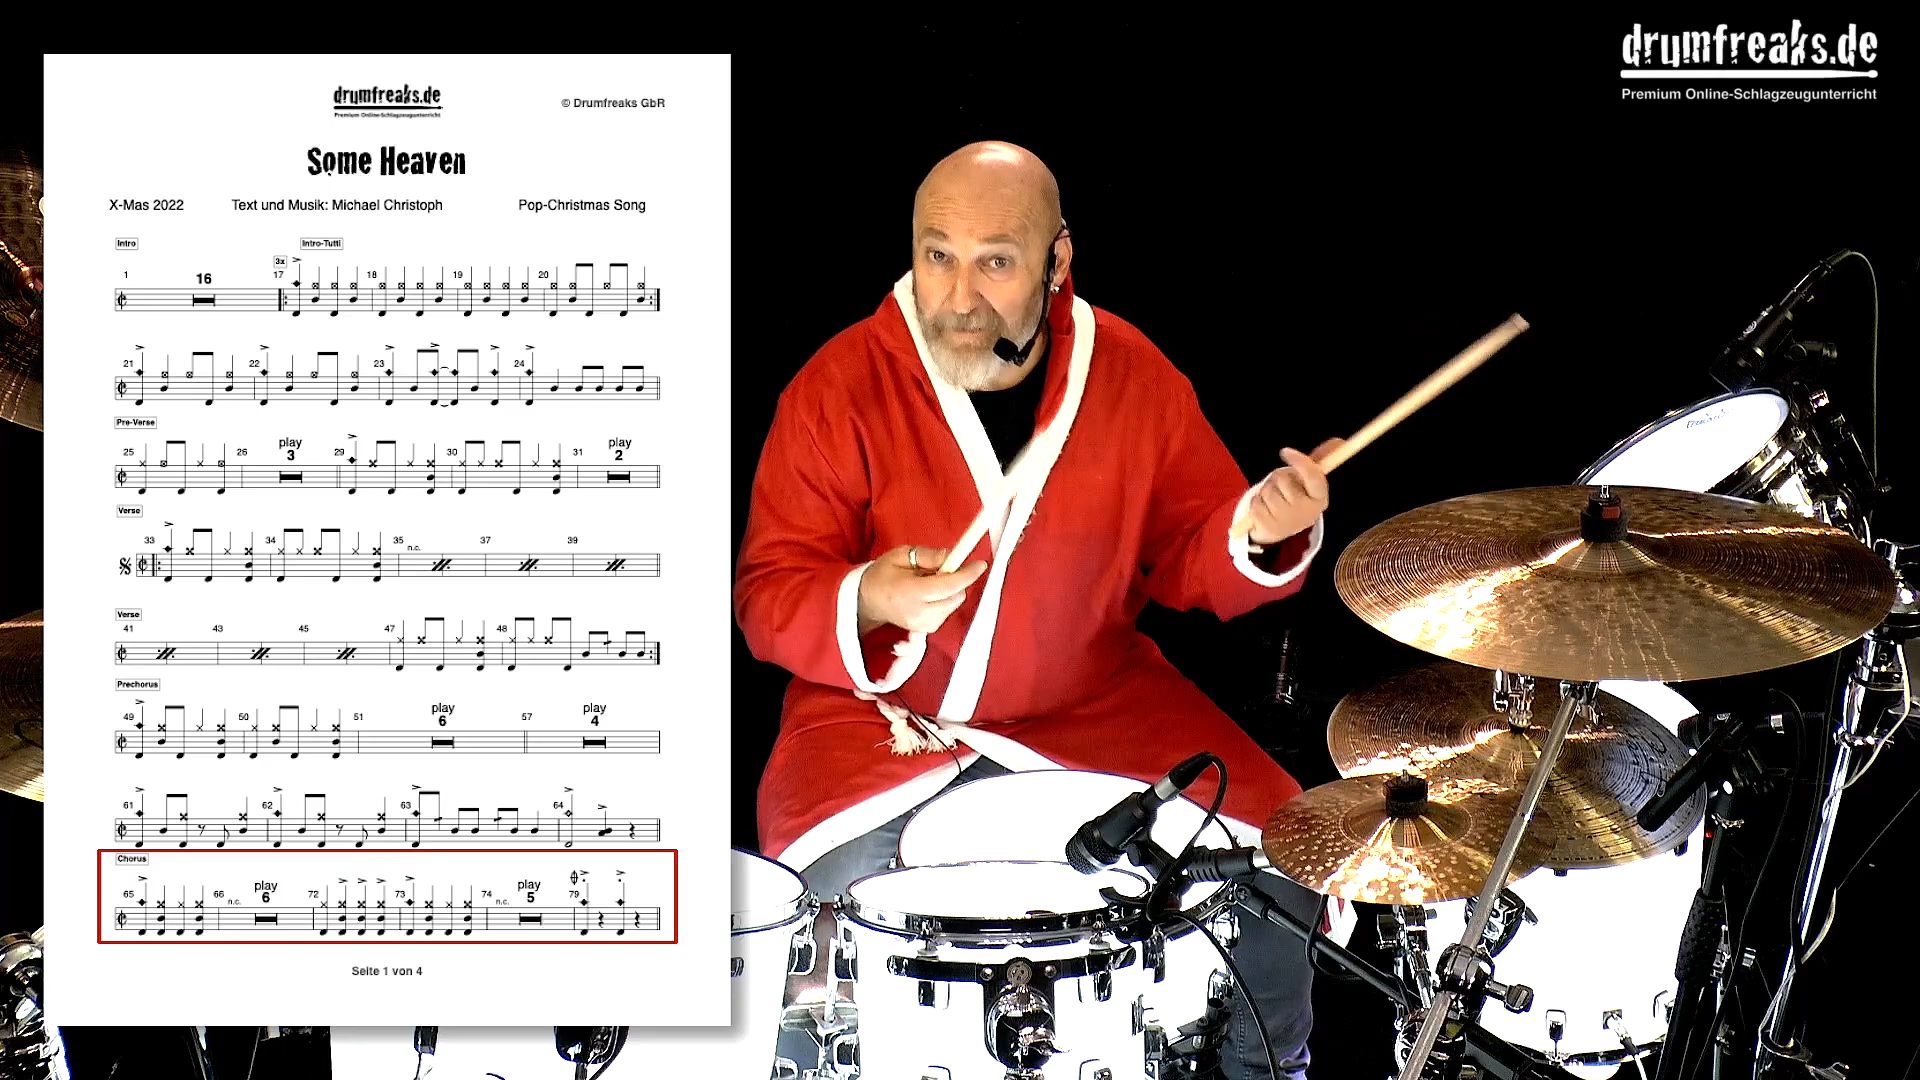 drumfreaks.de
Premium Online-Schlagzeugunterricht
drumfreaks.de
Premium Online-Schlagzeugunterricht
© Drumfreaks GbR
Some Heaven
X-Mas 2022 Text und Musik: Michael Christoph Pop-Christmas Song
Intro Intro-Tutti
1 16 3x 17 18 19 20
21 22 23 24
Pre-Verse
25 26 play 3 29 30 31 play 2
Verse
33 34 35 n.c. 37 39
Verse
41 43 45 47 48
Prechorus
49 50 51 play 6 57 play 4
61 62 63 64
Chorus
65 66 n.c. play 6 72 73 74 n.c. play 5 79
Seite 1 von 4